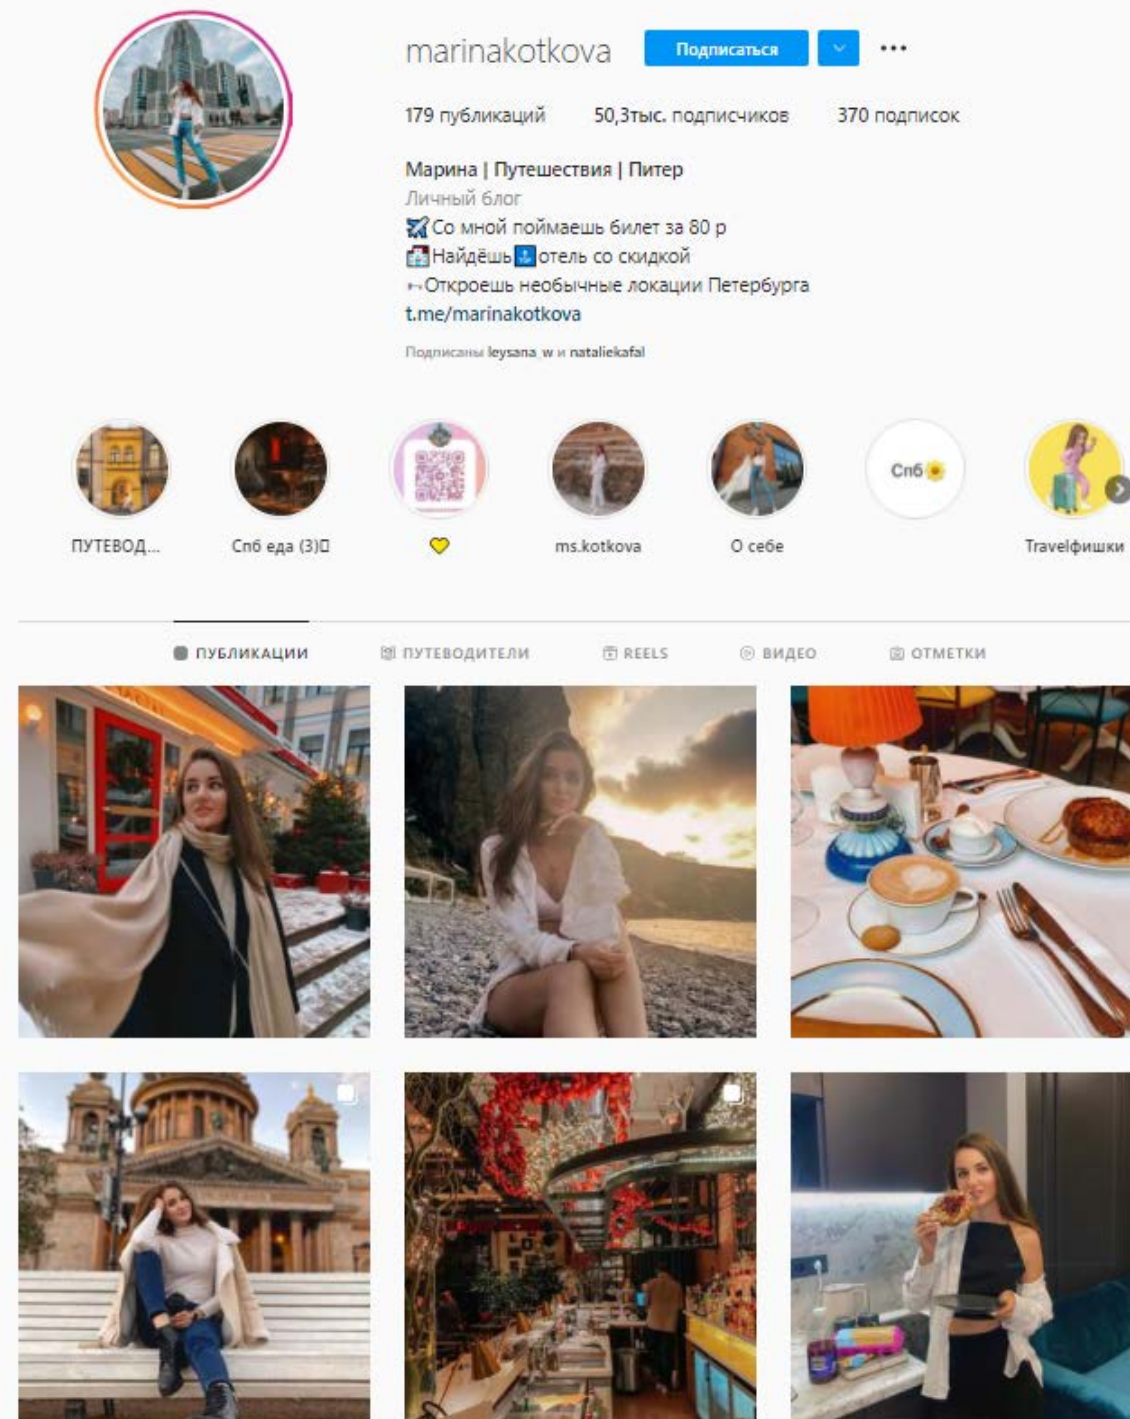 marinakotkova
Подписаться
179 публикаций 50,3тыс. подписчиков 370 подписок
Марина | Путешествия | Питер
Личный блог
Со мной поймаешь билет за 80 р
Найдёшь🔝отель со скидкой
Откроешь необычные локации Петербурга
t.me/marinakotkova
Подписаны leysana_w и nataliekafal
Спб
ПУТЕВОД... Спб еда (3) ms.kotkova О себе Travelфишки
ПУБЛИКАЦИИ ПУТЕВОДИТЕЛИ REELS ВИДЕО ОТМЕТКИ